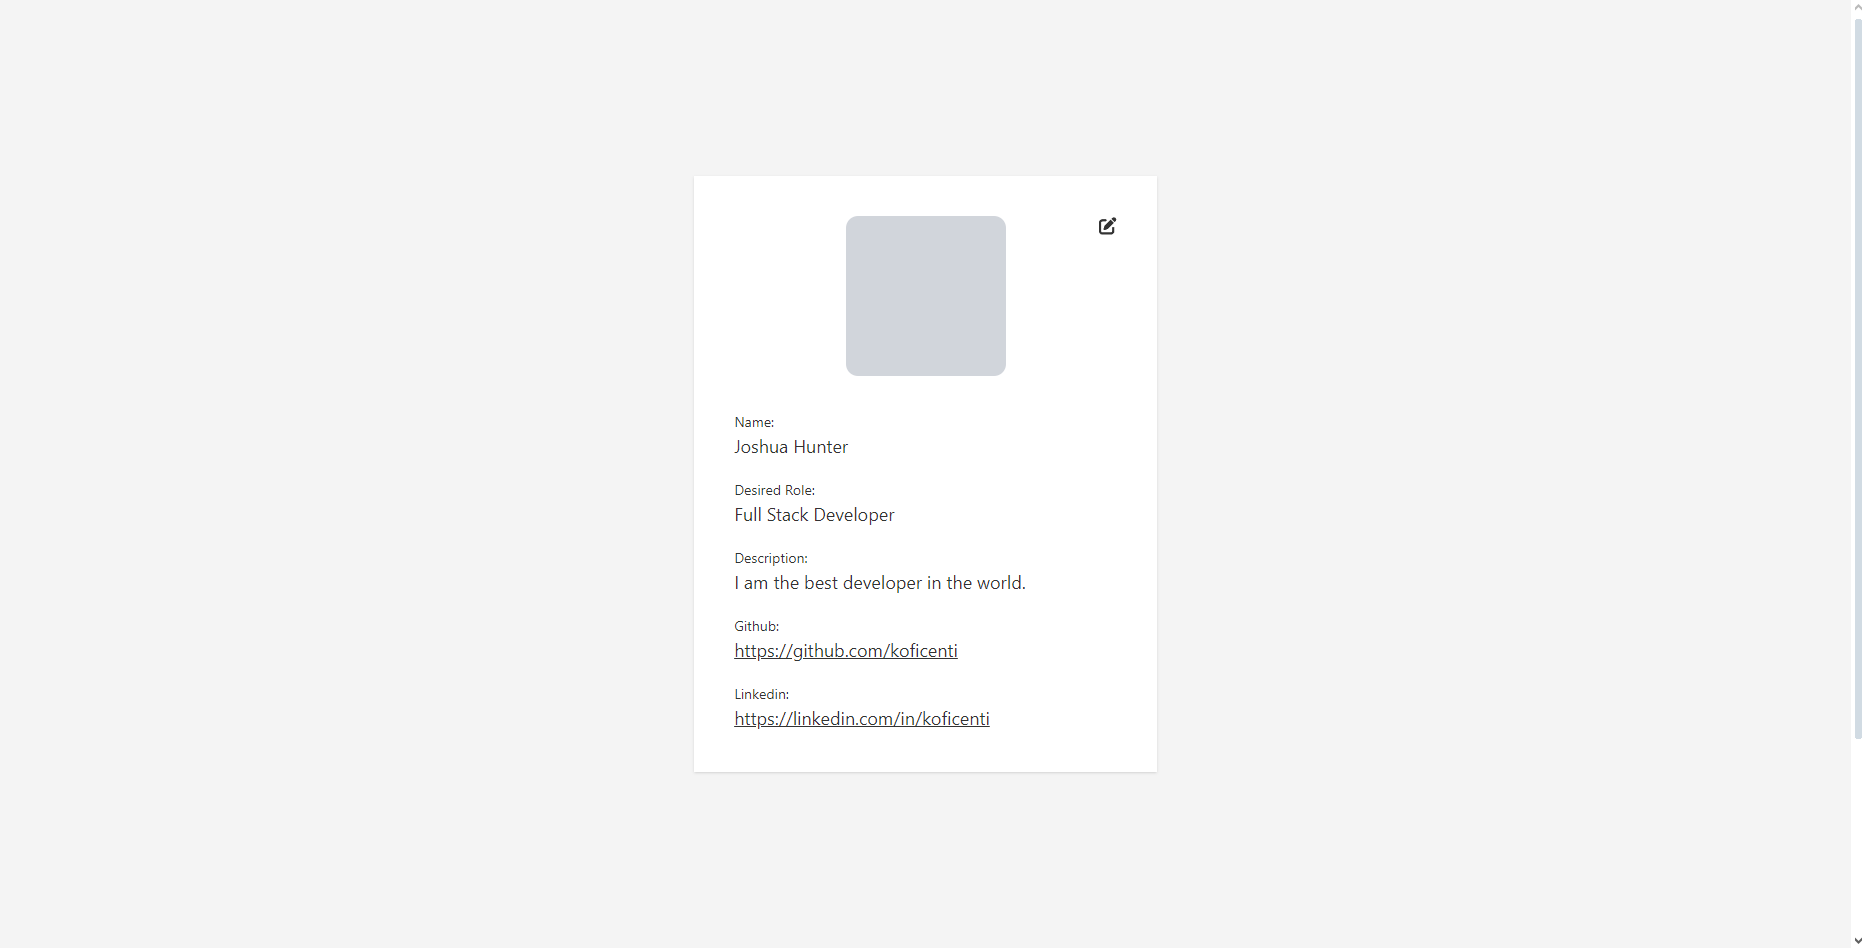 Name:
Joshua Hunter
Desired Role:
Full Stack Developer
Description:
I am the best developer in the world.
Github:
https://github.com/koficenti
Linkedin:
https://linkedin.com/in/koficenti